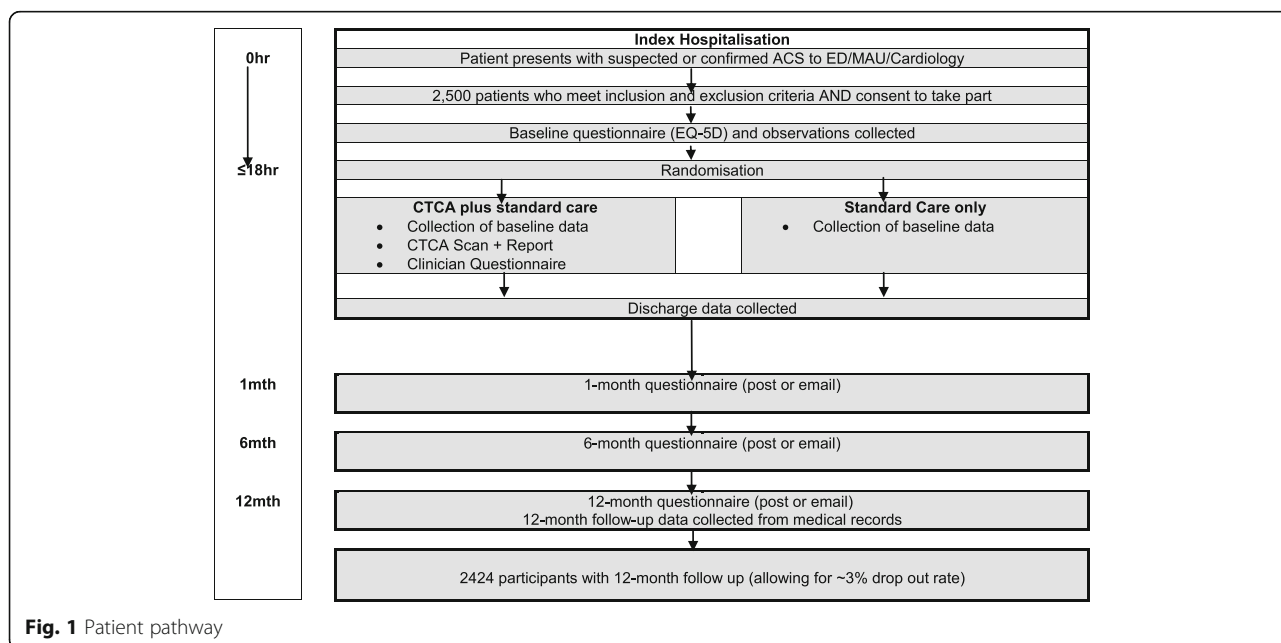 Index Hospitalisation
0hr
Patient presents with suspected or confirmed ACS to ED/MAU/Cardiology
2,500 patients who meet inclusion and exclusion criteria AND consent to take part
Baseline questionnaire (EQ-5D) and observations collected
≤18hr
Randomisation
CTCA plus standard care
• Collection of baseline data
• CTCA Scan + Report
• Clinician Questionnaire
Standard Care only
• Collection of baseline data
Discharge data collected
1mth
1-month questionnaire (post or email)
6mth
6-month questionnaire (post or email)
12mth
12-month questionnaire (post or email)
12-month follow-up data collected from medical records
2424 participants with 12-month follow up (allowing for ~3% drop out rate)
Fig. 1 Patient pathway